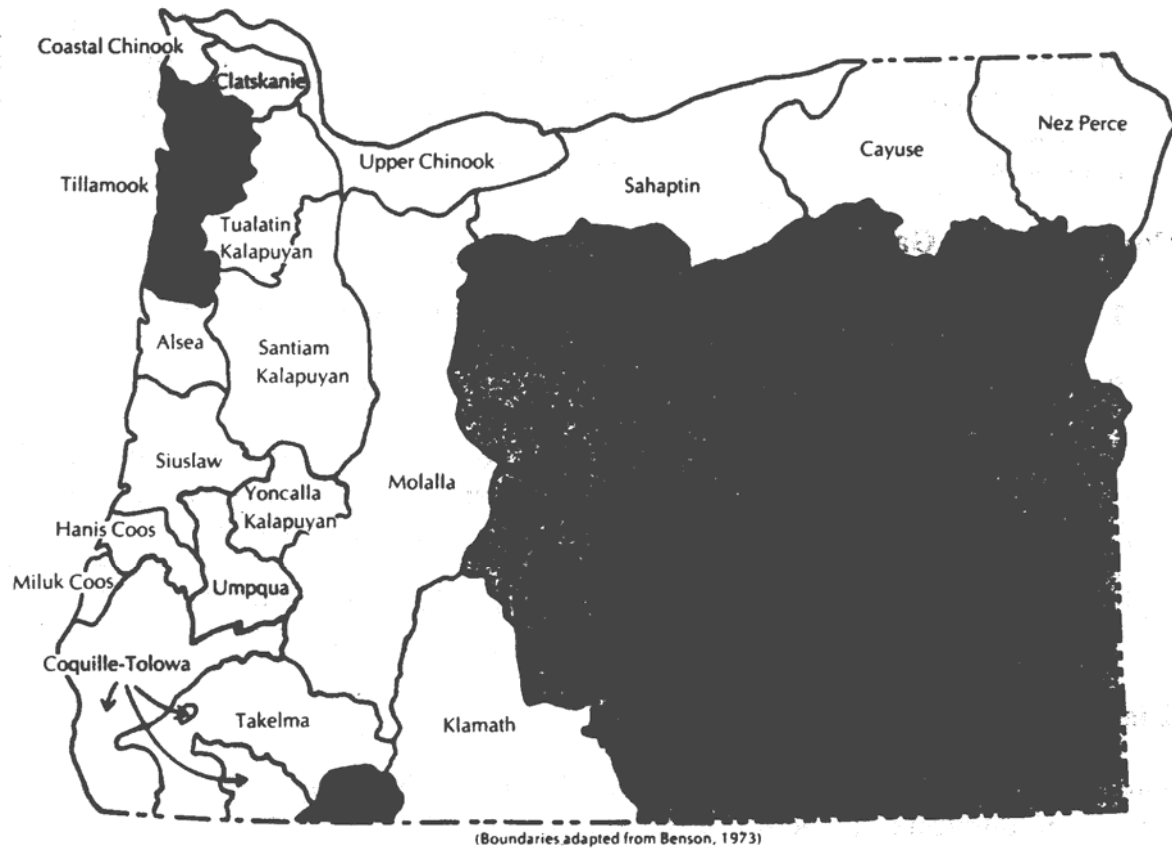 Coastal Chinook
Clatskanie
Nez Perce
Cayuse
Upper Chinook
Tillamook
Sahaptin
Tualatin
Kalapuyan
Alsea
Santiam
Kalapuyan
Siuslaw
Molalla
Yoncalla
Kalapuyan
Hanis Coos
Miluk Coos
Umpqua
Coquille-Tolowa
Takelma
Klamath
(Boundaries adapted from Benson, 1973)